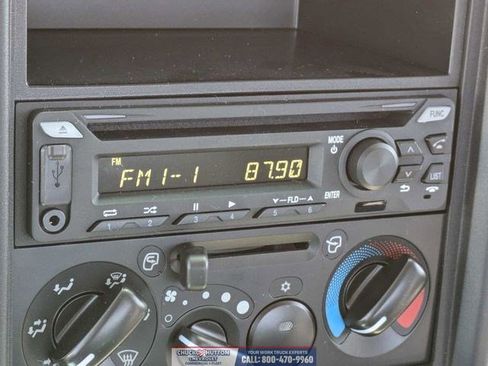 FUNC
MODE
FM
FM1-1 87.90
LIST
ENTER
FLD
1 2 3 4 5 6
CHUCK HUTTON
CHEVROLET
YOUR WORK TRUCK EXPERTS
CALL: 800-470-9960